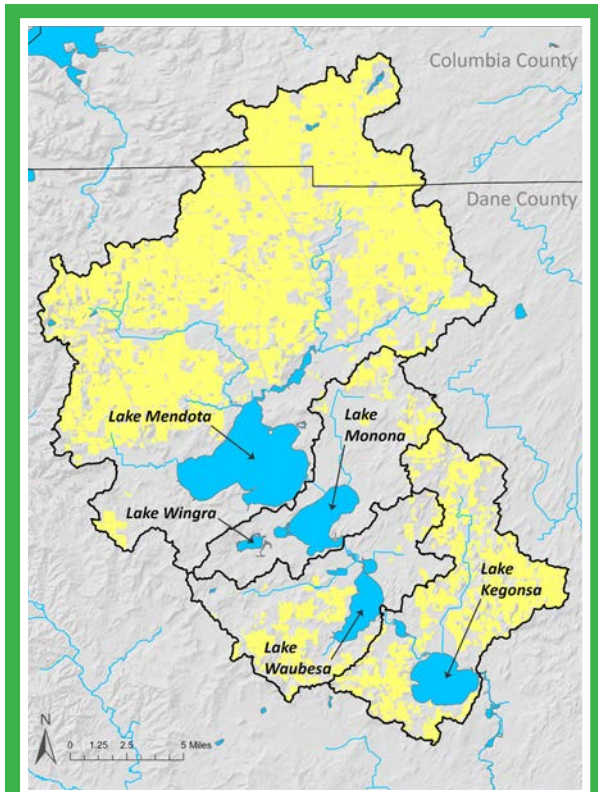 Columbia County
Dane County
Lake Mendota
Lake
Monona
Lake Wingra
Lake
Kegonsa
Lake
Waubesa
N
0 1.25 2.5 5 Miles